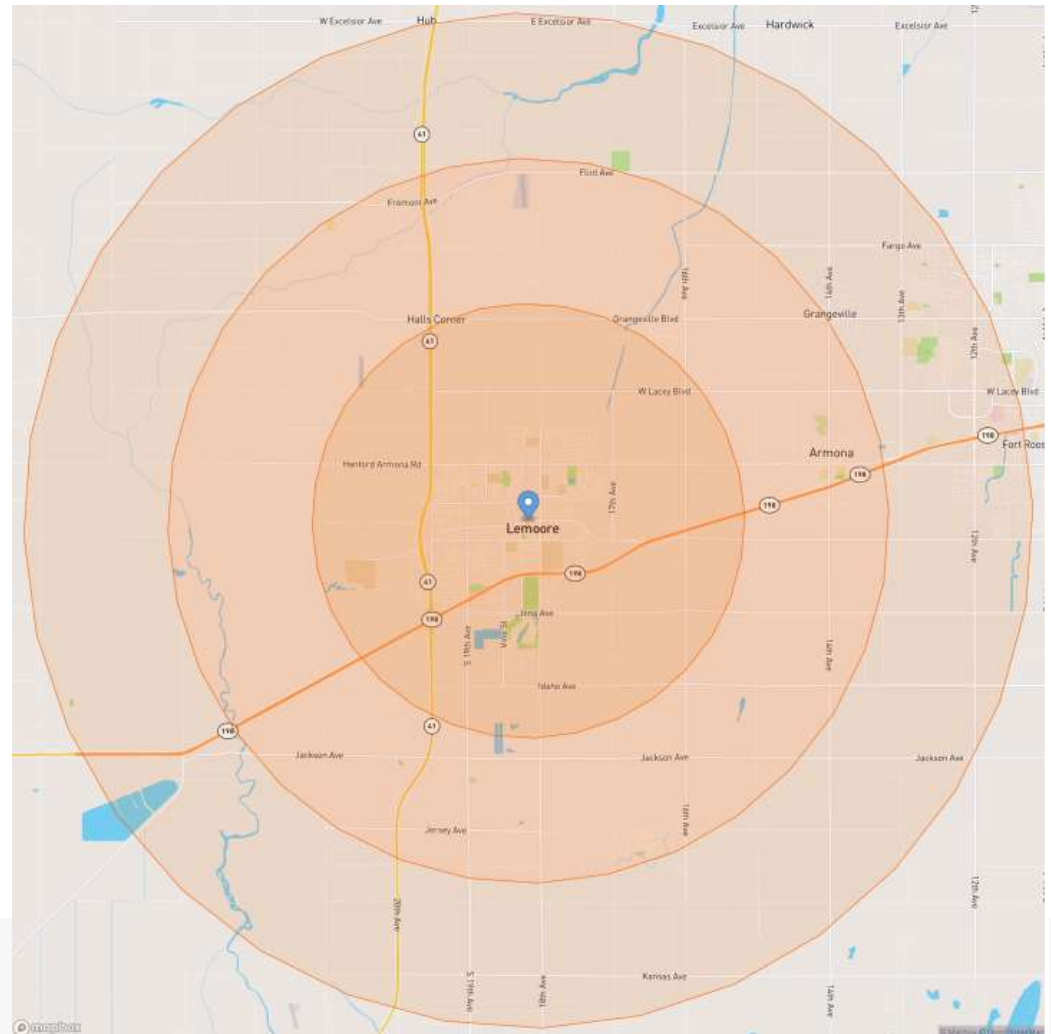 W Excelsior Ave
Hub
E Excelsior Ave
Excelsior Ave
Hardwick
Excelsior Ave
41
Flint Ave
Fremont Ave
Fargo Ave
16th Ave
14th Ave
13th Ave
Halls Corner
Grangeville Blvd
Grangeville
41
12th Ave
W Lacey Blvd
W Lacey Blvd
198
Fort Roos
Armona
Hanford Armona Rd
198
17th Ave
198
Lemoore
12th Ave
198
41
Iona Ave
198
S 19th Ave
14th Ave
Idaho Ave
41
198
Jackson Ave
Jackson Ave
Jackson Ave
Jersey Ave
16th Ave
12th Ave
20th Ave
Kansas Ave
S 19th Ave
18th Ave
14th Ave
mapbox